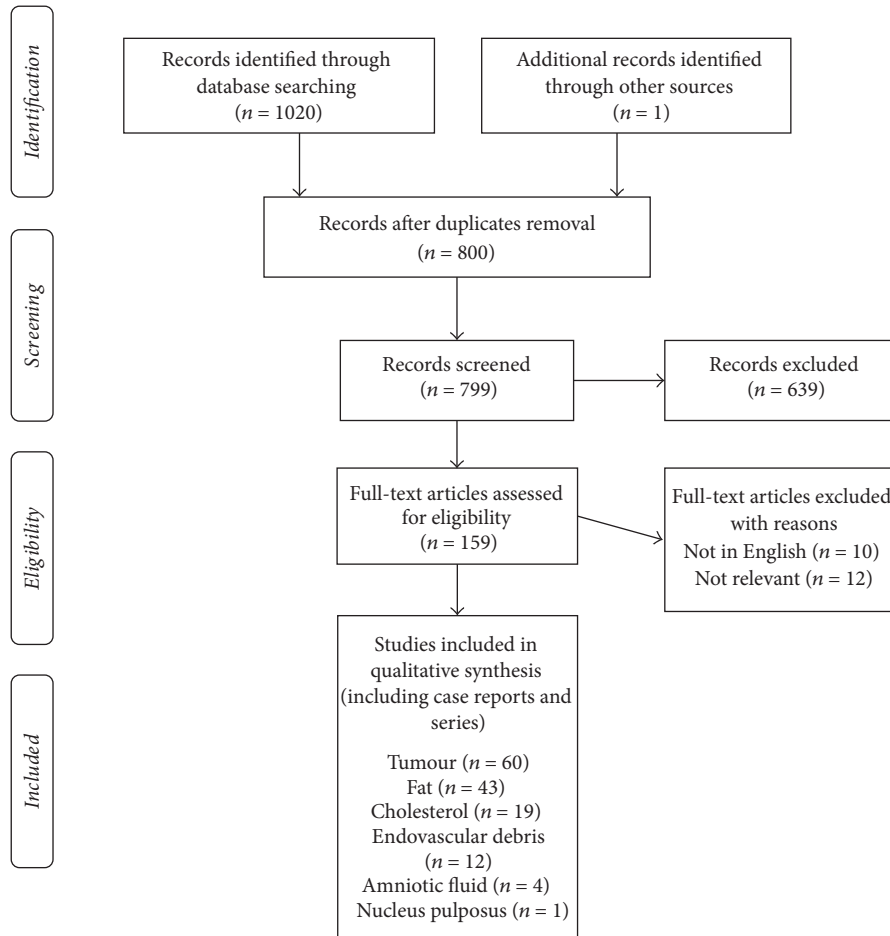 Identification
Records identified through
database searching
(n = 1020)
Additional records identified
through other sources
(n = 1)
Records after duplicates removal
(n = 800)
Screening
Records screened
(n = 799)
Records excluded
(n = 639)
Eligibility
Full-text articles assessed
for eligibility
(n = 159)
Full-text articles excluded
with reasons
Not in English (n = 10)
Not relevant (n = 12)
Included
Studies included in
qualitative synthesis
(including case reports and
series)
Tumour (n = 60)
Fat (n = 43)
Cholesterol (n = 19)
Endovascular debris
(n = 12)
Amniotic fluid (n = 4)
Nucleus pulposus (n = 1)